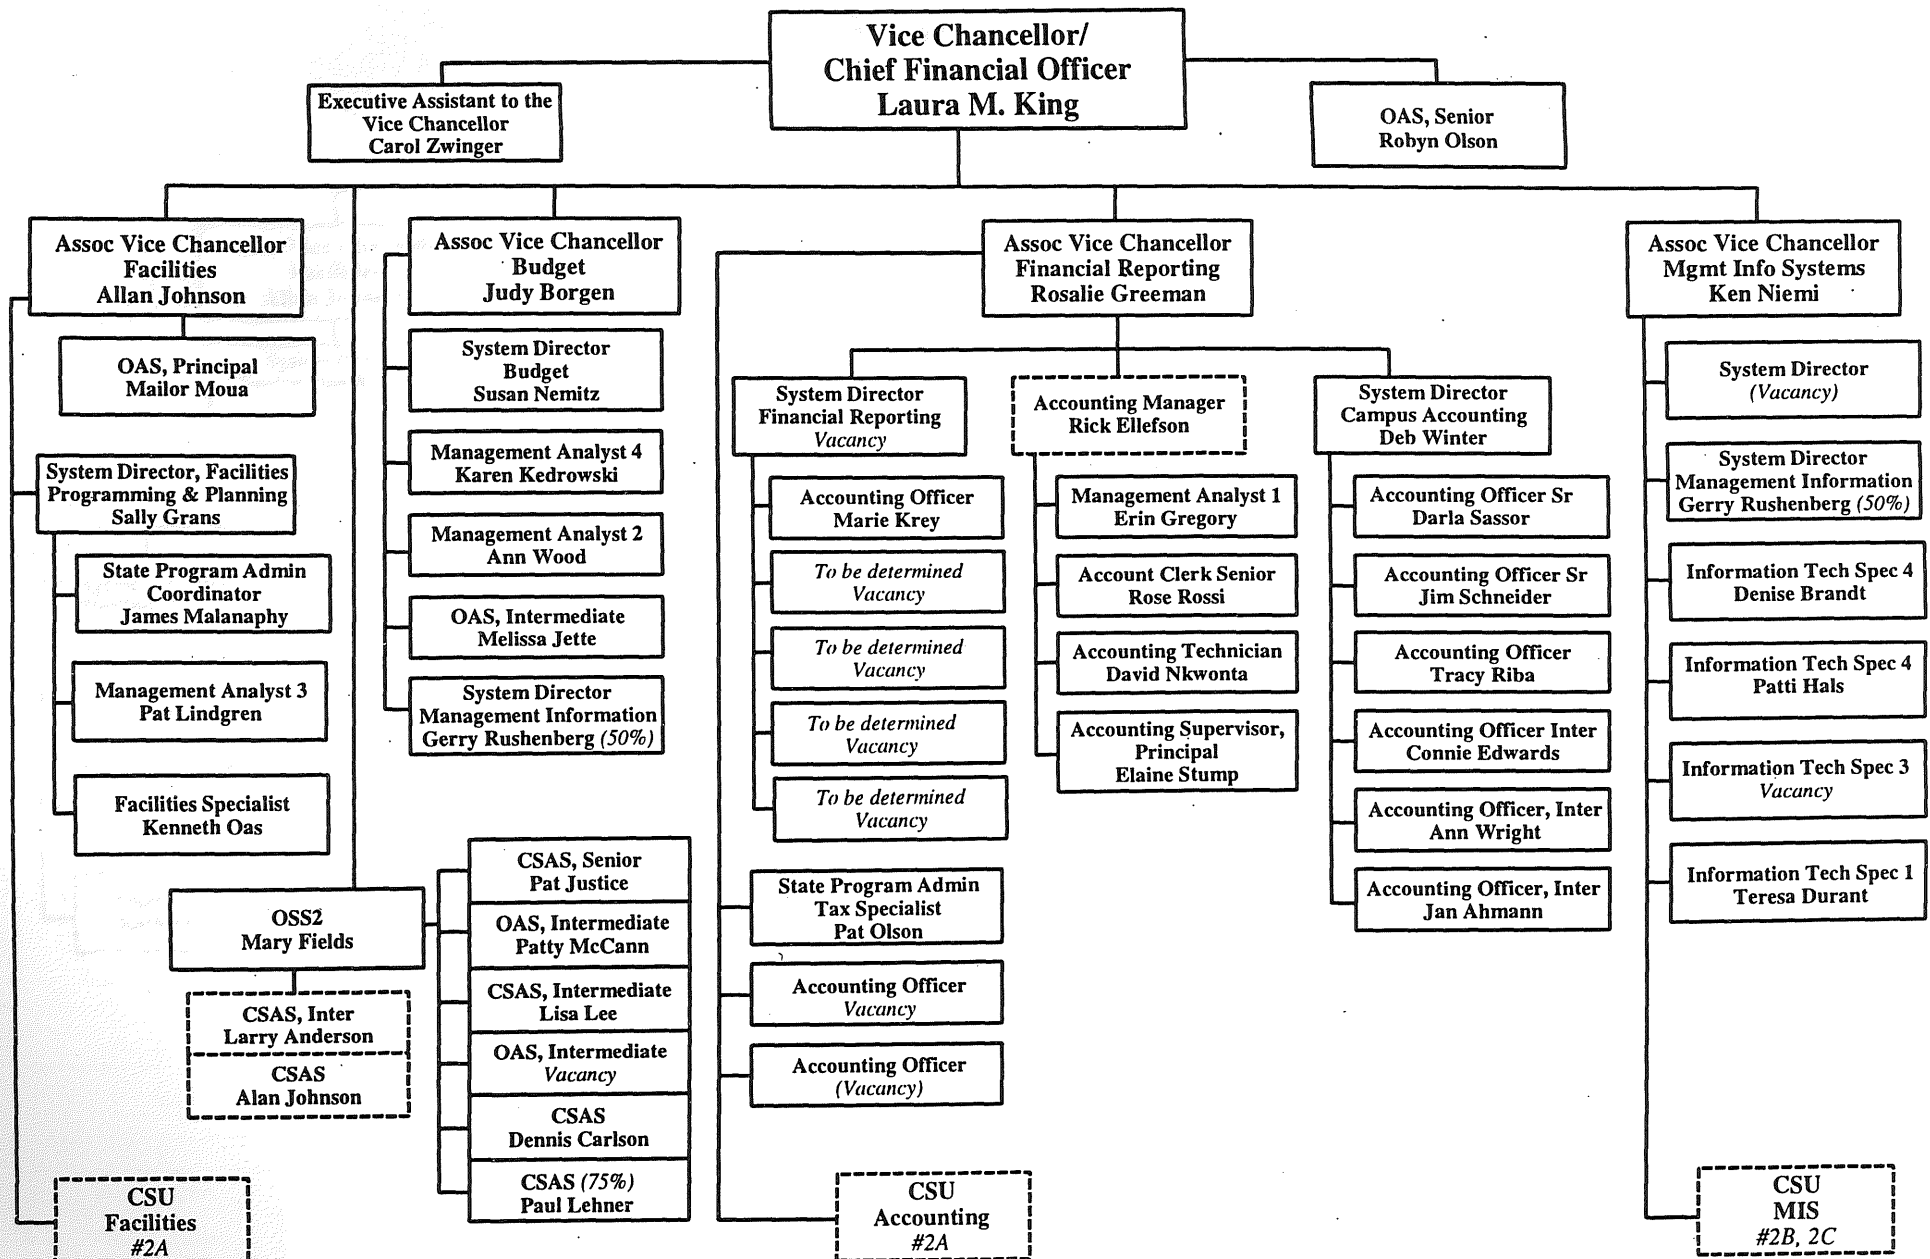 Vice Chancellor/
Chief Financial Officer
Laura M. King
Executive Assistant to the
Vice Chancellor
Carol Zwinger
OAS, Senior
Robyn Olson
Assoc Vice Chancellor
Facilities
Allan Johnson
OAS, Principal
Mailor Moua
System Director, Facilities
Programming & Planning
Sally Grans
State Program Admin
Coordinator
James Malanaphy
Management Analyst 3
Pat Lindgren
Facilities Specialist
Kenneth Oas
CSU
Facilities
#2A
OSS2
Mary Fields
CSAS, Inter
Larry Anderson
CSAS
Alan Johnson
CSAS, Senior
Pat Justice
OAS, Intermediate
Patty McCann
CSAS, Intermediate
Lisa Lee
OAS, Intermediate
Vacancy
CSAS
Dennis Carlson
CSAS (75%)
Paul Lehner
Assoc Vice Chancellor
Budget
Judy Borgen
System Director
Budget
Susan Nemitz
Management Analyst 4
Karen Kedrowski
Management Analyst 2
Ann Wood
OAS, Intermediate
Melissa Jette
System Director
Management Information
Gerry Rushenberg (50%)
Assoc Vice Chancellor
Financial Reporting
Rosalie Greeman
System Director
Financial Reporting
Vacancy
Accounting Officer
Marie Krey
To be determined
Vacancy
To be determined
Vacancy
To be determined
Vacancy
To be determined
Vacancy
Accounting Manager
Rick Ellefson
Management Analyst 1
Erin Gregory
Account Clerk Senior
Rose Rossi
Accounting Technician
David Nkwonta
Accounting Supervisor,
Principal
Elaine Stump
System Director
Campus Accounting
Deb Winter
Accounting Officer Sr
Darla Sassor
Accounting Officer Sr
Jim Schneider
Accounting Officer
Tracy Riba
Accounting Officer Inter
Connie Edwards
Accounting Officer, Inter
Ann Wright
Accounting Officer, Inter
Jan Ahmann
State Program Admin
Tax Specialist
Pat Olson
Accounting Officer
Vacancy
Accounting Officer
(Vacancy)
CSU
Accounting
#2A
Assoc Vice Chancellor
Mgmt Info Systems
Ken Niemi
System Director
(Vacancy)
System Director
Management Information
Gerry Rushenberg (50%)
Information Tech Spec 4
Denise Brandt
Information Tech Spec 4
Patti Hals
Information Tech Spec 3
Vacancy
Information Tech Spec 1
Teresa Durant
CSU
MIS
#2B, 2C